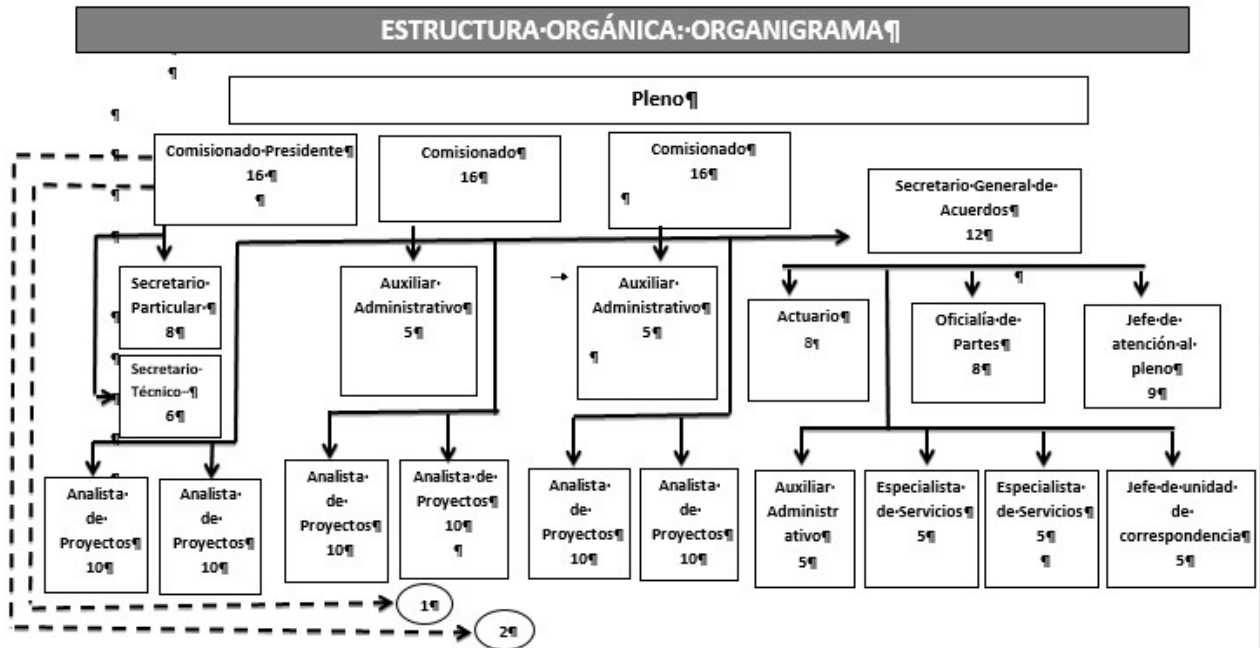 ESTRUCTURA·ORGÁNICA:·ORGANIGRAMA¶
¶
¶
Pleno¶
¶
Comisionado·Presidente¶
16·¶
¶
Comisionado¶
16¶
Comisionado¶
16¶
¶
Secretario·General·de·
Acuerdos¶
12¶
¶
¶
¶
Secretario·
Particular·¶
8¶
Auxiliar·
Administrativo¶
5¶
Auxiliar·
Administrativo¶
5¶
¶
Actuario¶
8¶
¶
Oficialía·de·
Partes¶
8¶
Jefe·de·
atención·al·
pleno¶
9¶
¶
¶
Secretario·
Técnico·-¶
6¶
¶
¶
¶
¶
Analista·
de·
Proyectos¶
10¶
Analista·
de·
Proyectos¶
10¶
Analista·
de·
Proyectos¶
10¶
Analista·de·
Proyectos¶
10¶
¶
Analista·
de·
Proyectos¶
10¶
Analista·
de·
Proyectos¶
10¶
Auxiliar·
Administr
ativo¶
5¶
Especialista·
de·Servicios¶
5¶
Especialista·
de·Servicios¶
5¶
¶
Jefe·de·unidad·
de·
correspondencia¶
5¶
1¶
2¶